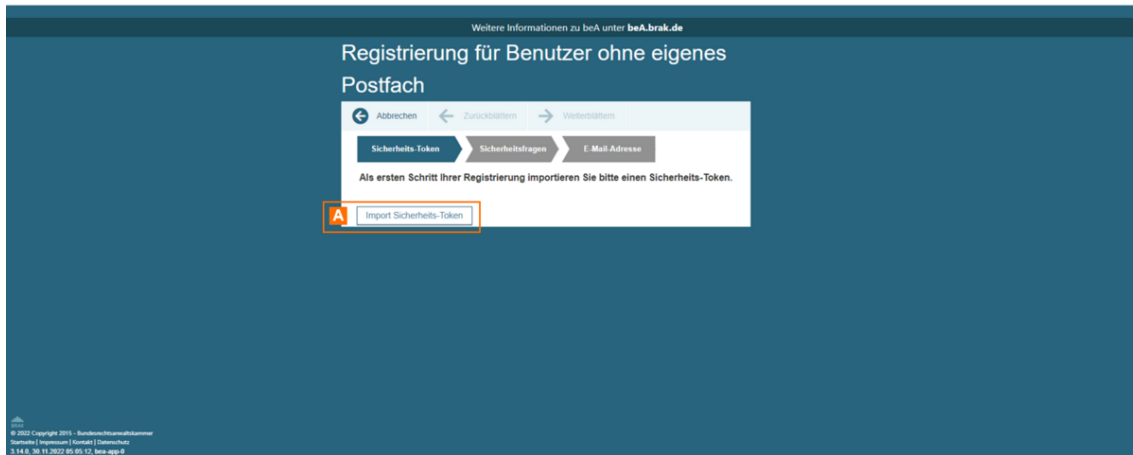 Weitere Informationen zu beA unter beA.brak.de
Registrierung für Benutzer ohne eigenes
Postfach
Abbrechen Zurückblättern Weiterblättern
Sicherheits-Token Sicherheitsfragen E-Mail-Adresse
Als ersten Schritt Ihrer Registrierung importieren Sie bitte einen Sicherheits-Token.
A Import Sicherheits-Token
BRAK
© 2022 Copyright 2015 - Bundesrechtsanwaltskammer
Startseite | Impressum | Kontakt | Datenschutz
3.14.0, 30.11.2022 05:05:12, bea-app-0